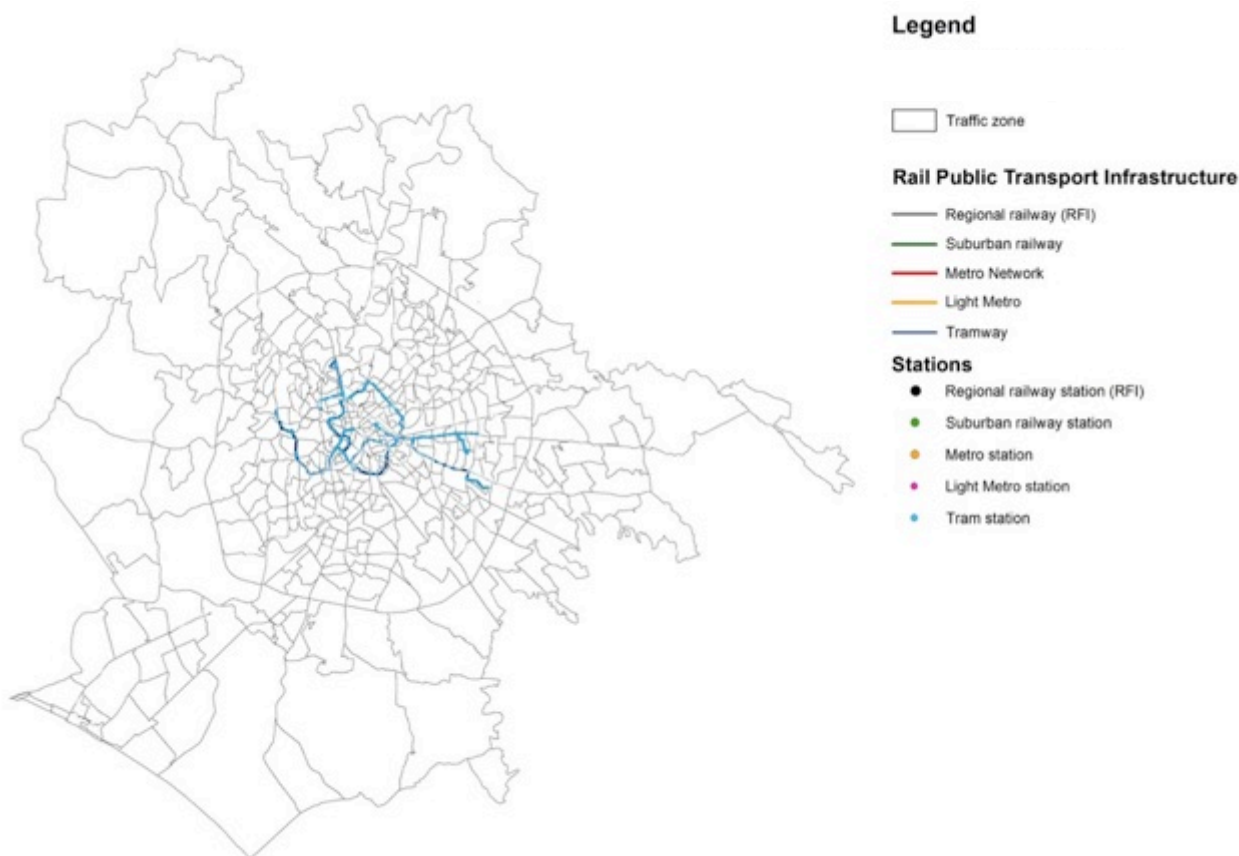 Legend
Traffic zone
Rail Public Transport Infrastructure
Regional railway (RFI)
Suburban railway
Metro Network
Light Metro
Tramway
Stations
Regional railway station (RFI)
Suburban railway station
Metro station
Light Metro station
Tram station